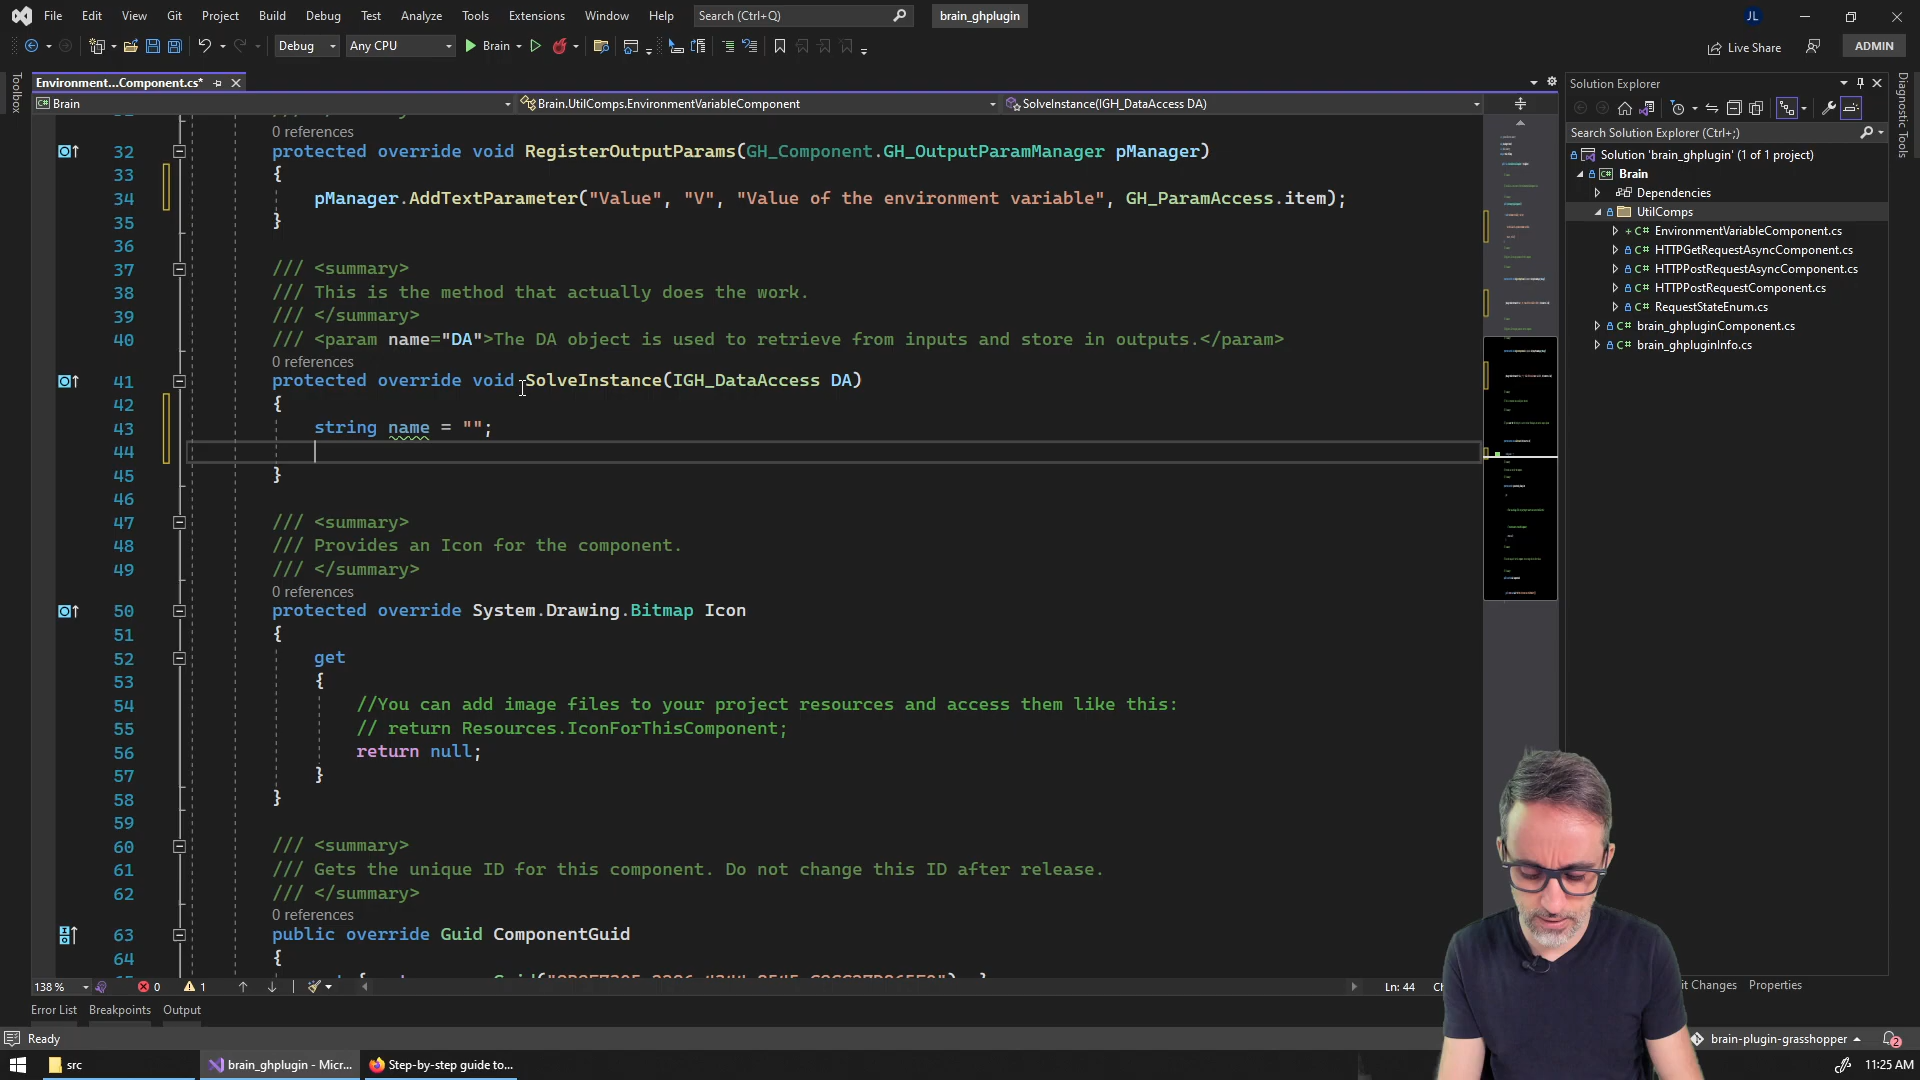 File Edit View Git Project Build Debug Test Analyze Tools Extensions Window Help Search (Ctrl+Q) brain_ghplugin JL
Debug Any CPU Brain Live Share ADMIN
Toolbox
Environment...Component.cs*
Brain Brain.UtilComps.EnvironmentVariableComponent SolveInstance(IGH_DataAccess DA)
0 references
32 protected override void RegisterOutputParams(GH_Component.GH_OutputParamManager pManager)
33 {
34 pManager.AddTextParameter("Value", "V", "Value of the environment variable", GH_ParamAccess.item);
35 }
36
37 /// <summary>
38 /// This is the method that actually does the work.
39 /// </summary>
40 /// <param name="DA">The DA object is used to retrieve from inputs and store in outputs.</param>
0 references
41 protected override void SolveInstance(IGH_DataAccess DA)
42 {
43 string name = "";
44
45 }
46
47 /// <summary>
48 /// Provides an Icon for the component.
49 /// </summary>
0 references
50 protected override System.Drawing.Bitmap Icon
51 {
52 get
53 {
54 //You can add image files to your project resources and access them like this:
55 // return Resources.IconForThisComponent;
56 return null;
57 }
58 }
59
60 /// <summary>
61 /// Gets the unique ID for this component. Do not change this ID after release.
62 /// </summary>
0 references
63 public override Guid ComponentGuid
64 {
138 % 0 1 Ln: 44
Error List Breakpoints Output
Ready
Solution Explorer
Search Solution Explorer (Ctrl+;)
Solution 'brain_ghplugin' (1 of 1 project)
Brain
Dependencies
UtilComps
EnvironmentVariableComponent.cs
HTTPGetRequestAsyncComponent.cs
HTTPPostRequestAsyncComponent.cs
HTTPPostRequestComponent.cs
RequestStateEnum.cs
brain_ghpluginComponent.cs
brain_ghpluginInfo.cs
Diagnostic Tools
it Changes Properties
brain-plugin-grasshopper 2
src brain_ghplugin - Micr... Step-by-step guide to... 11:25 AM